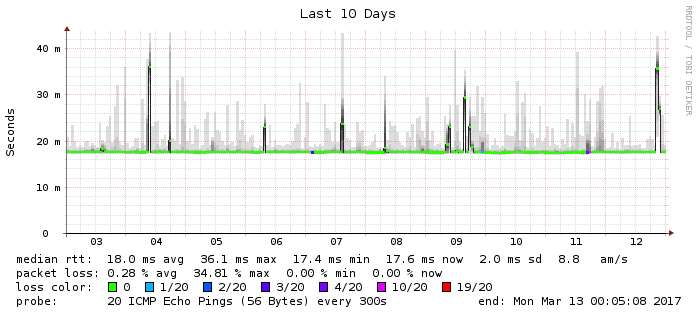 Last 10 Days
RRDTOOL / TOBI OETIKER
Seconds
40 m
30 m
20 m
10 m
0
03 04 05 06 07 08 09 10 11 12
median rtt: 18.0 ms avg 36.1 ms max 17.4 ms min 17.6 ms now 2.0 ms sd 8.8 am/s
packet loss: 0.28 % avg 34.81 % max 0.00 % min 0.00 % now
loss color: 0 1/20 2/20 3/20 4/20 10/20 19/20
probe: 20 ICMP Echo Pings (56 Bytes) every 300s end: Mon Mar 13 00:05:08 2017